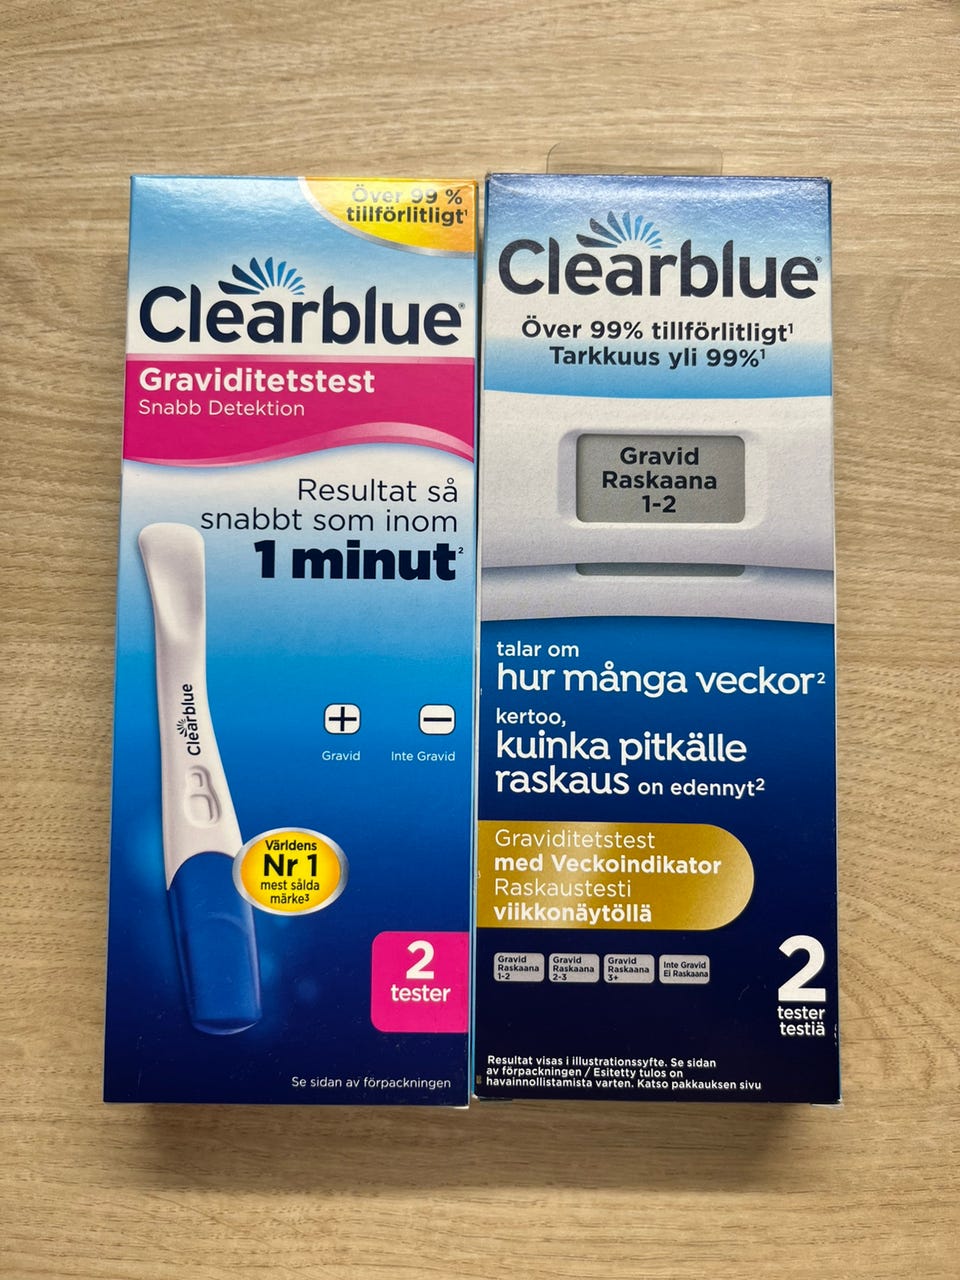 Över 99 %
tillförlitligt¹
Clearblue®
Graviditetstest
Snabb Detektion
Resultat så
snabbt som inom
1 minut²
Clearblue
Gravid
Inte Gravid
Världens
Nr 1
mest sålda
märke³
2
tester
Se sidan av förpackningen
Clearblue®
Över 99% tillförlitligt¹
Tarkkuus yli 99%¹
Gravid
Raskaana
1-2
talar om
hur många veckor²
kertoo,
kuinka pitkälle
raskaus on edennyt²
Graviditetstest
med Veckoindikator
Raskaustesti
viikkonäytöllä
Gravid
Raskaana
1-2
Gravid
Raskaana
2-3
Gravid
Raskaana
3+
Inte Gravid
Ei Raskaana
2
tester
testiä
Resultat visas i illustrationssyfte. Se sidan
av förpackningen / Esitetty tulos on
havainnollistamista varten. Katso pakkauksen sivu